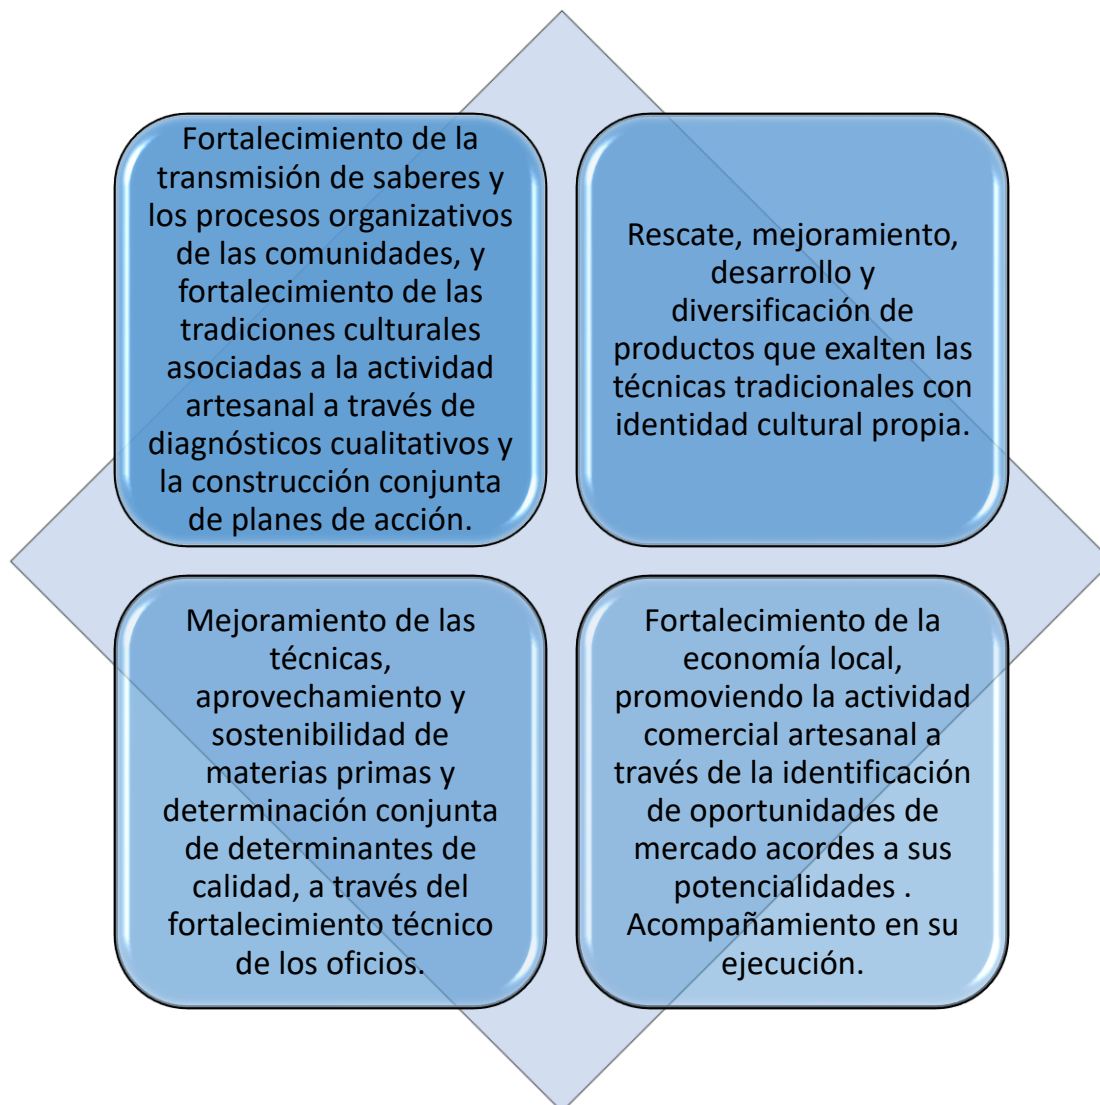 Fortalecimiento de la
transmisión de saberes y
los procesos organizativos
de las comunidades, y
fortalecimiento de las
tradiciones culturales
asociadas a la actividad
artesanal a través de
diagnósticos cualitativos y
la construcción conjunta
de planes de acción.
Rescate, mejoramiento,
desarrollo y
diversificación de
productos que exalten las
técnicas tradicionales con
identidad cultural propia.
Mejoramiento de las
técnicas,
aprovechamiento y
sostenibilidad de
materias primas y
determinación conjunta
de determinantes de
calidad, a través del
fortalecimiento técnico
de los oficios.
Fortalecimiento de la
economía local,
promoviendo la actividad
comercial artesanal a
través de la identificación
de oportunidades de
mercado acordes a sus
potencialidades .
Acompañamiento en su
ejecución.